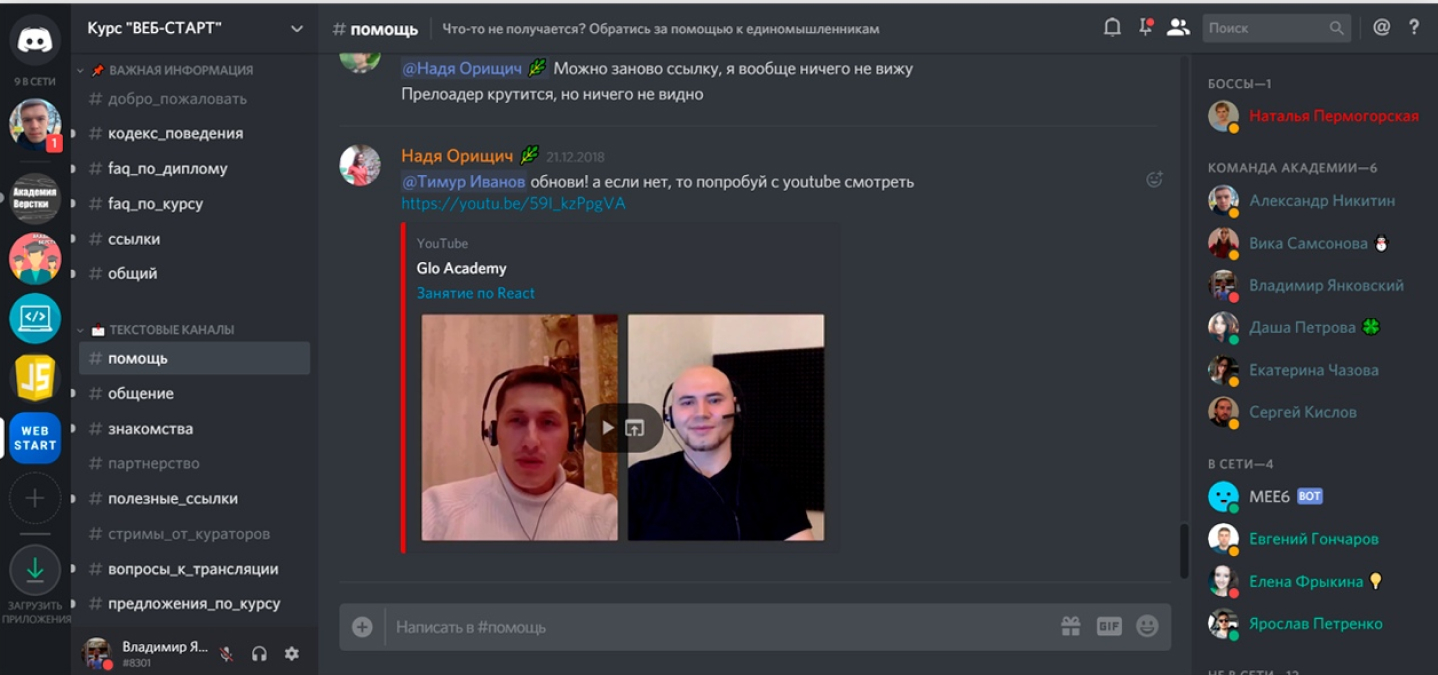 9 В СЕТИ
1
Академия
Верстки
JS
WEB
START
ЗАГРУЗИТЬ
ПРИЛОЖЕНИЯ
Курс "ВЕБ-СТАРТ"
📌 ВАЖНАЯ ИНФОРМАЦИЯ
# добро_пожаловать
# кодекс_поведения
# faq_по_диплому
# faq_по_курсу
# ссылки
# общий
ТЕКСТОВЫЕ КАНАЛЫ
# помощь
# общение
# знакомства
# партнерство
# полезные_ссылки
# стримы_от_кураторов
# вопросы_к_трансляции
# предложения_по_курсу
Владимир Я...
#8301
# помощь
Что-то не получается? Обратись за помощью к единомышленникам
Поиск
@ ?
@Надя Орищич 🌿 Можно заново ссылку, я вообще ничего не вижу
Прелоадер крутится, но ничего не видно
Надя Орищич 🌿 21.12.2018
@Тимур Иванов обнови! а если нет, то попробуй с youtube смотреть
https://youtu.be/59I_kzPpgVA
YouTube
Glo Academy
Занятие по React
Написать в #помощь
GIF
БОССЫ—1
Наталья Пермогорская
КОМАНДА АКАДЕМИИ—6
Александр Никитин
Вика Самсонова ⛄
Владимир Янковский
Даша Петрова 🍀
Екатерина Чазова
Сергей Кислов
В СЕТИ—4
MEE6 BOT
Евгений Гончаров
Елена Фрыкина 💡
Ярослав Петренко